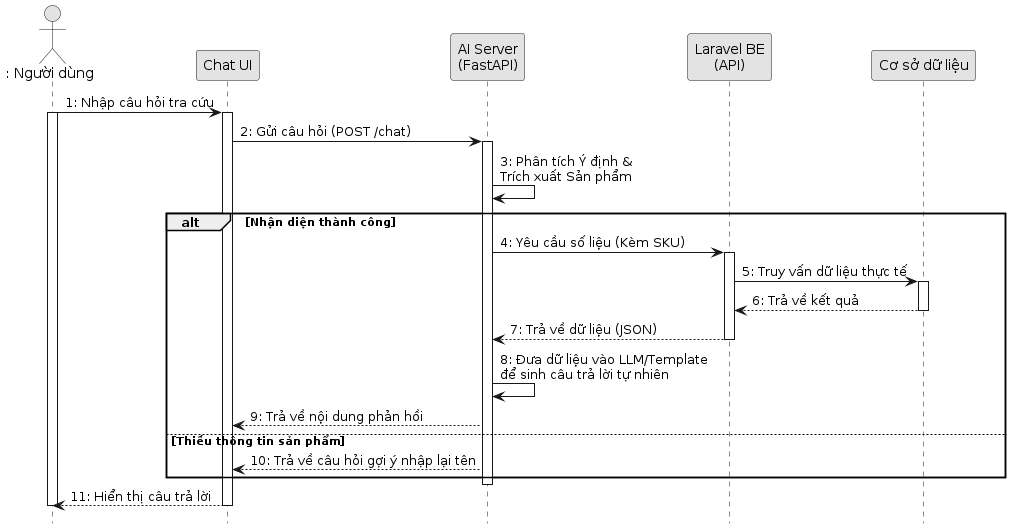 : Người dùng
Chat UI
AI Server
(FastAPI)
Laravel BE
(API)
Cơ sở dữ liệu
1: Nhập câu hỏi tra cứu
2: Gửi câu hỏi (POST /chat)
3: Phân tích Ý định &
Trích xuất Sản phẩm
alt
[Nhận diện thành công]
4: Yêu cầu số liệu (Kèm SKU)
5: Truy vấn dữ liệu thực tế
6: Trả về kết quả
7: Trả về dữ liệu (JSON)
8: Đưa dữ liệu vào LLM/Template
để sinh câu trả lời tự nhiên
9: Trả về nội dung phản hồi
[Thiếu thông tin sản phẩm]
10: Trả về câu hỏi gợi ý nhập lại tên
11: Hiển thị câu trả lời